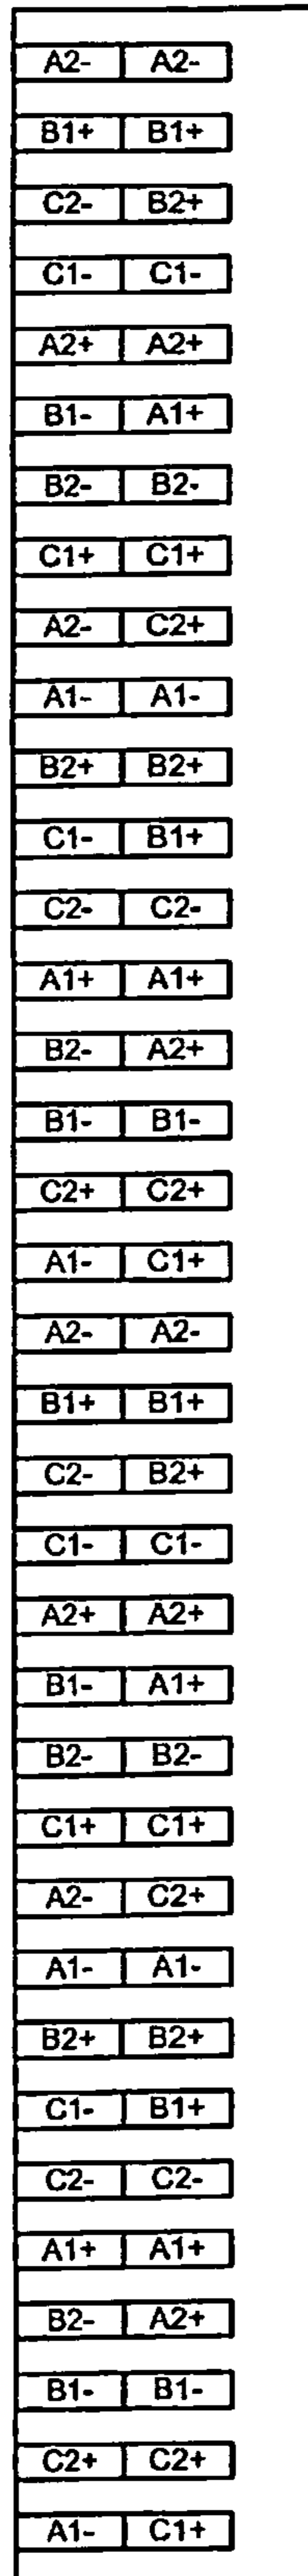 A2- A2-
B1+ B1+
C2- B2+
C1- C1-
A2+ A2+
B1- A1+
B2- B2-
C1+ C1+
A2- C2+
A1- A1-
B2+ B2+
C1- B1+
C2- C2-
A1+ A1+
B2- A2+
B1- B1-
C2+ C2+
A1- C1+
A2- A2-
B1+ B1+
C2- B2+
C1- C1-
A2+ A2+
B1- A1+
B2- B2-
C1+ C1+
A2- C2+
A1- A1-
B2+ B2+
C1- B1+
C2- C2-
A1+ A1+
B2- A2+
B1- B1-
C2+ C2+
A1- C1+